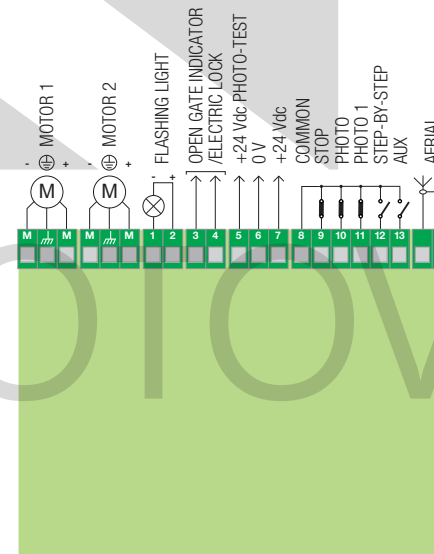 MOTOR 1
MOTOR 2
FLASHING LIGHT
OPEN GATE INDICATOR
/ELECTRIC LOCK
+24 Vdc PHOTO-TEST
0 V
+24 Vdc
COMMON
STOP
PHOTO
PHOTO 1
STEP-BY-STEP
AUX
AERIAL
- +
- +
- +
M
M
M M M M 1 2 3 4 5 6 7 8 9 10 11 12 13
OTOV